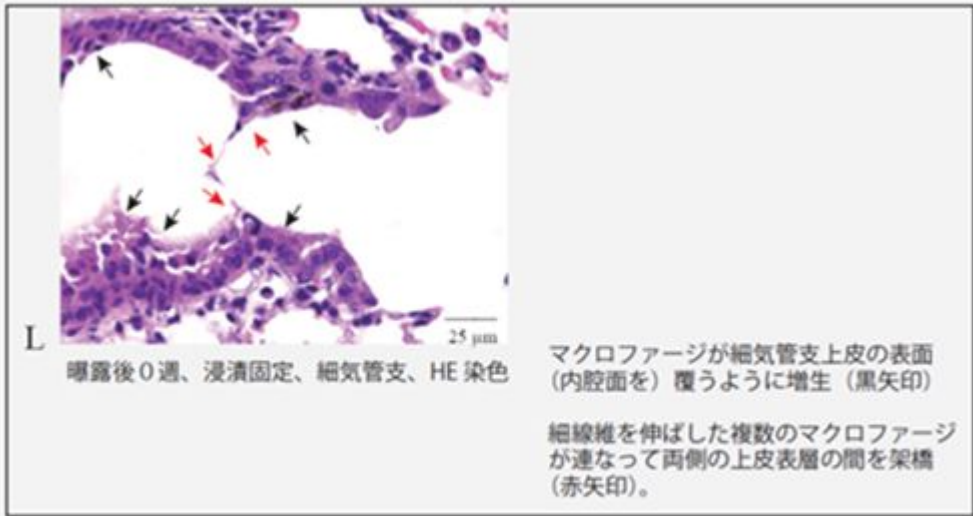 L
25 μm
曝露後０週、浸漬固定、細気管支、HE 染色
マクロファージが細気管支上皮の表面
（内腔面を）覆うように増生（黒矢印）
細線維を伸ばした複数のマクロファージ
が連なって両側の上皮表層の間を架橋
（赤矢印）。